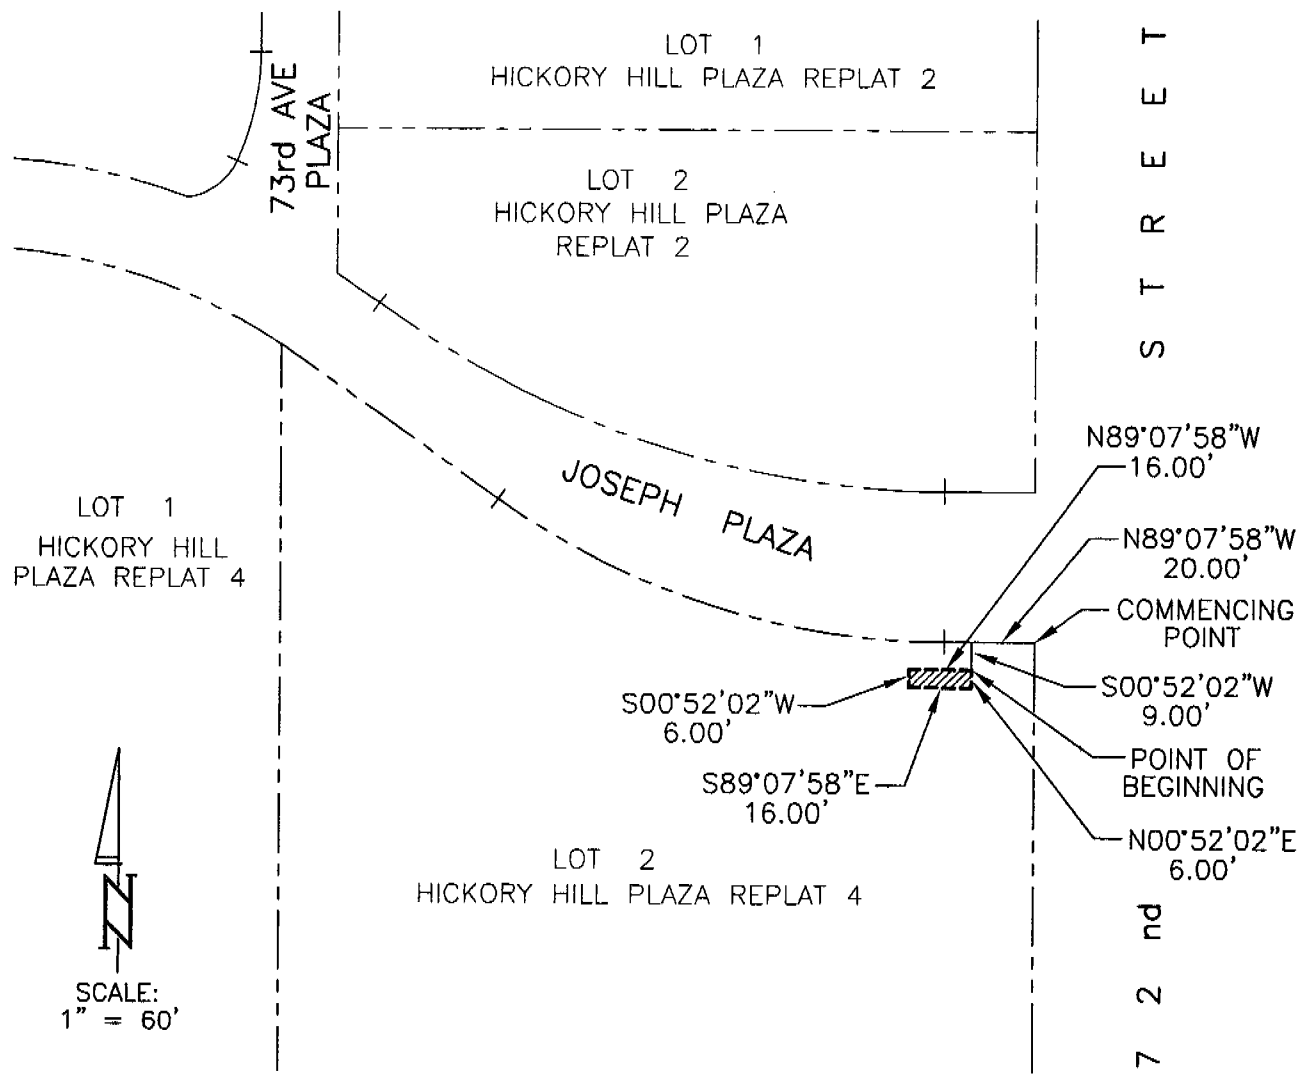 LOT 1
HICKORY HILL PLAZA REPLAT 2
73rd AVE
PLAZA
LOT 2
HICKORY HILL PLAZA
REPLAT 2
72nd STREET
N89°07'58"W
16.00'
JOSEPH PLAZA
LOT 1
HICKORY HILL
PLAZA REPLAT 4
N89°07'58"W
20.00'
COMMENCING
POINT
S00°52'02"W
9.00'
S00°52'02"W
6.00'
POINT OF
BEGINNING
S89°07'58"E
16.00'
N00°52'02"E
6.00'
LOT 2
HICKORY HILL PLAZA REPLAT 4
N
SCALE:
1" = 60'